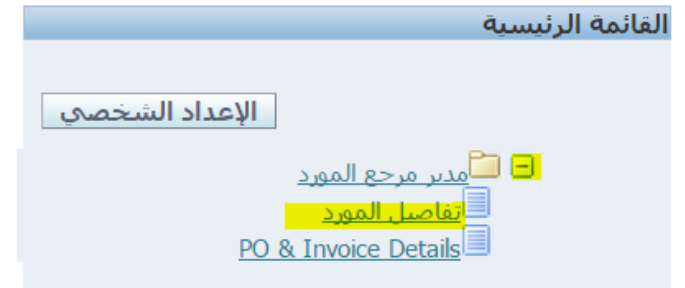 القائمة الرئيسية
الإعداد الشخصي
مدير مرجع المورد
تفاصيل المورد
PO & Invoice Details